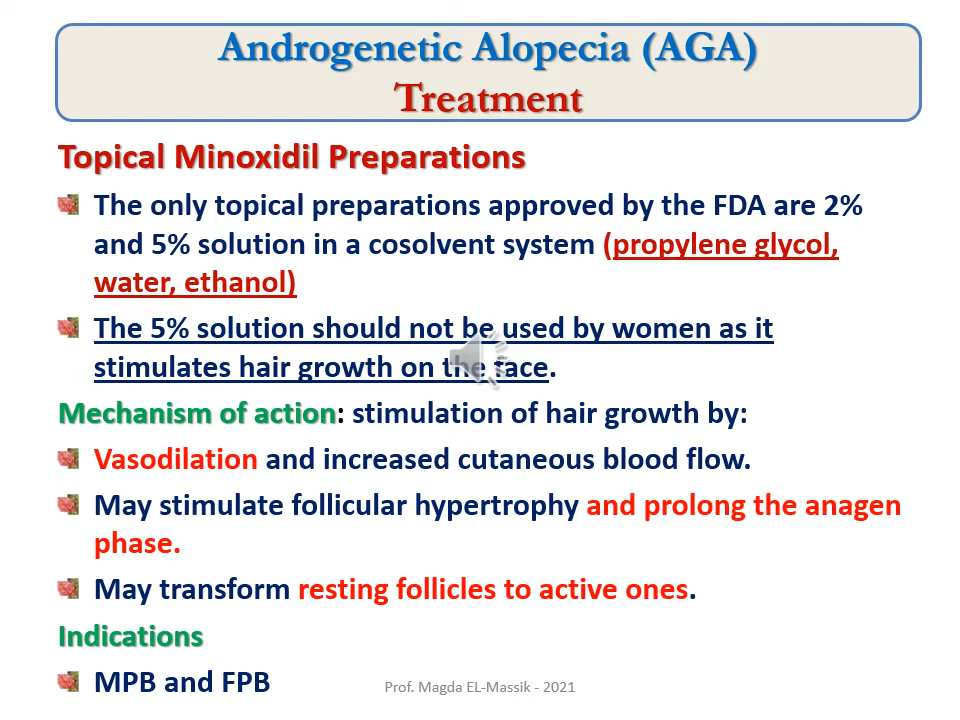 Androgenetic Alopecia (AGA)
Treatment
Topical Minoxidil Preparations
The only topical preparations approved by the FDA are 2%
and 5% solution in a cosolvent system (propylene glycol,
water, ethanol)
The 5% solution should not be used by women as it
stimulates hair growth on the face.
Mechanism of action: stimulation of hair growth by:
Vasodilation and increased cutaneous blood flow.
May stimulate follicular hypertrophy and prolong the anagen
phase.
May transform resting follicles to active ones.
Indications
MPB and FPB
Prof. Magda EL-Massik - 2021